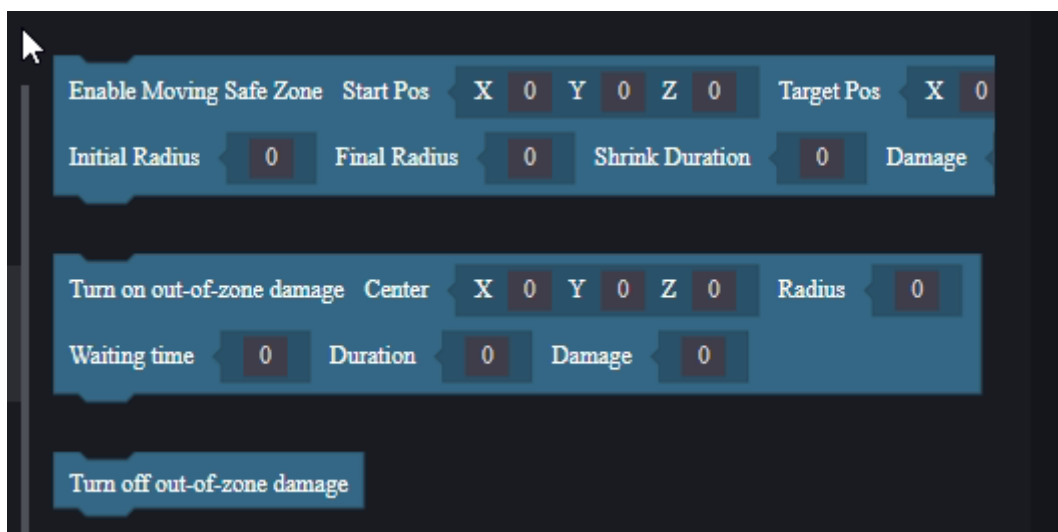 Enable Moving Safe Zone Start Pos X 0 Y 0 Z 0 Target Pos X 0
Initial Radius 0 Final Radius 0 Shrink Duration 0 Damage
Turn on out-of-zone damage Center X 0 Y 0 Z 0 Radius 0
Waiting time 0 Duration 0 Damage 0
Turn off out-of-zone damage